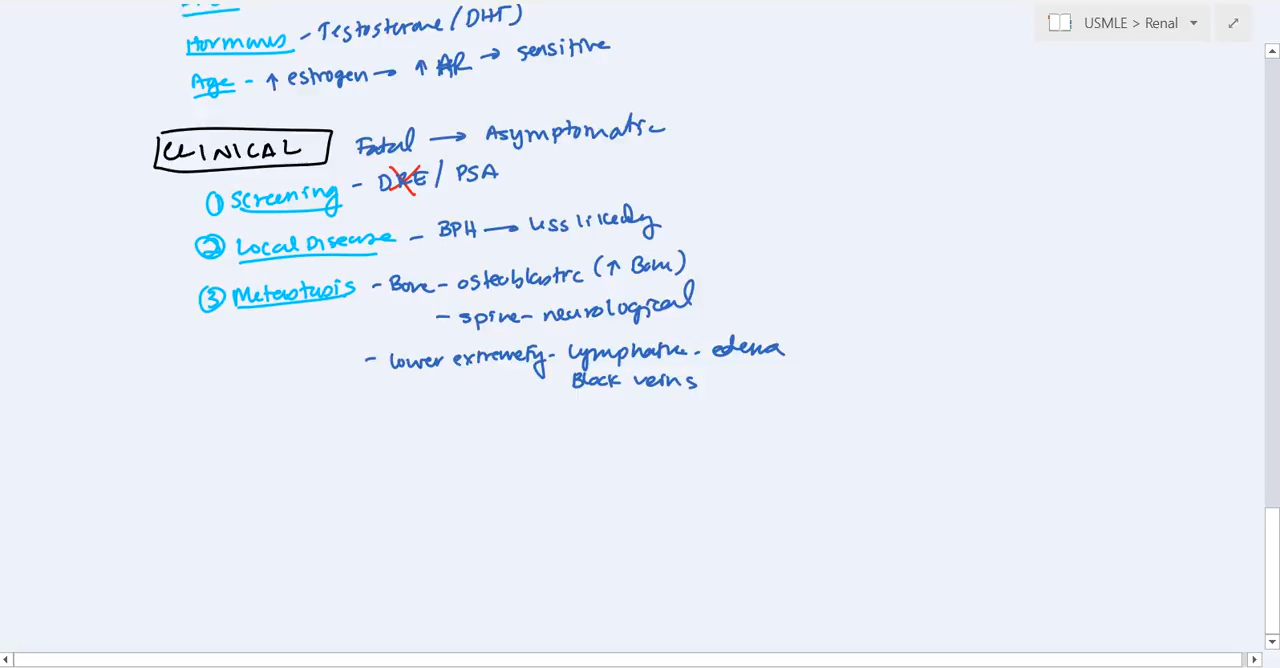 USMLE > Renal
Hormones - Testosterone/(DHT)
Age - ↑ estrogen → ↑ AR → sensitive
CLINICAL Fatal → Asymptomatic
① Screening - DRE / PSA
② Local Disease - BPH → less likely
③ Metastasis - Bone - osteoblastic (↑ Bone)
- spine - neurological
- lower extremety - lymphatic - edema
Block veins